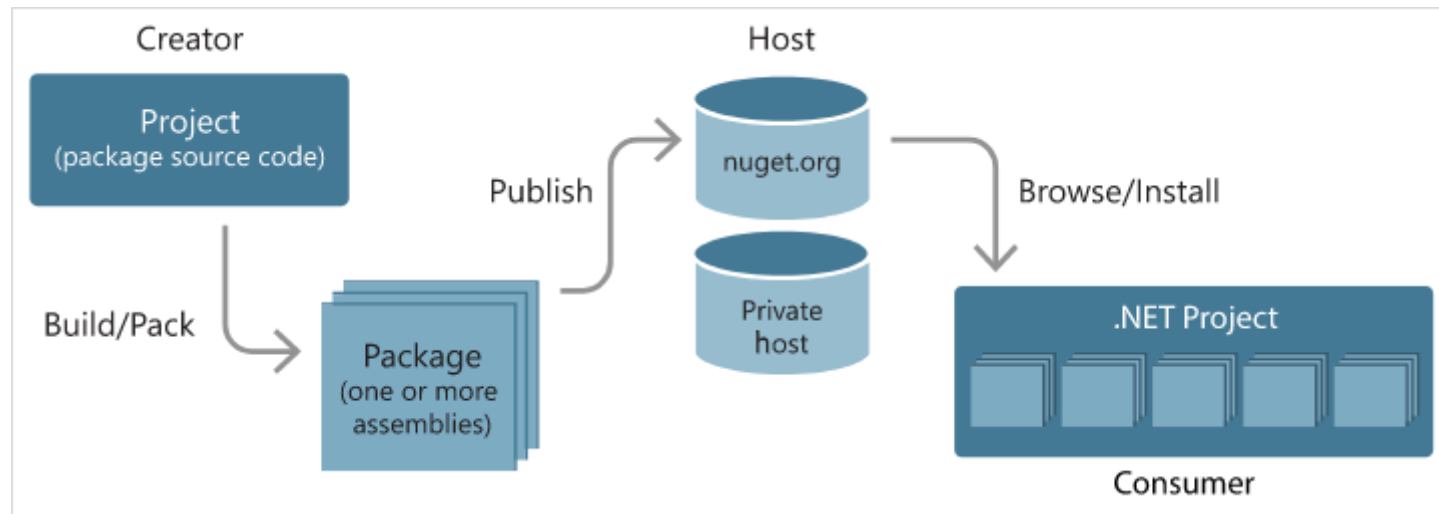 Creator
Project
(package source code)
Build/Pack
Package
(one or more
assemblies)
Publish
Host
nuget.org
Private
host
Browse/Install
.NET Project
Consumer